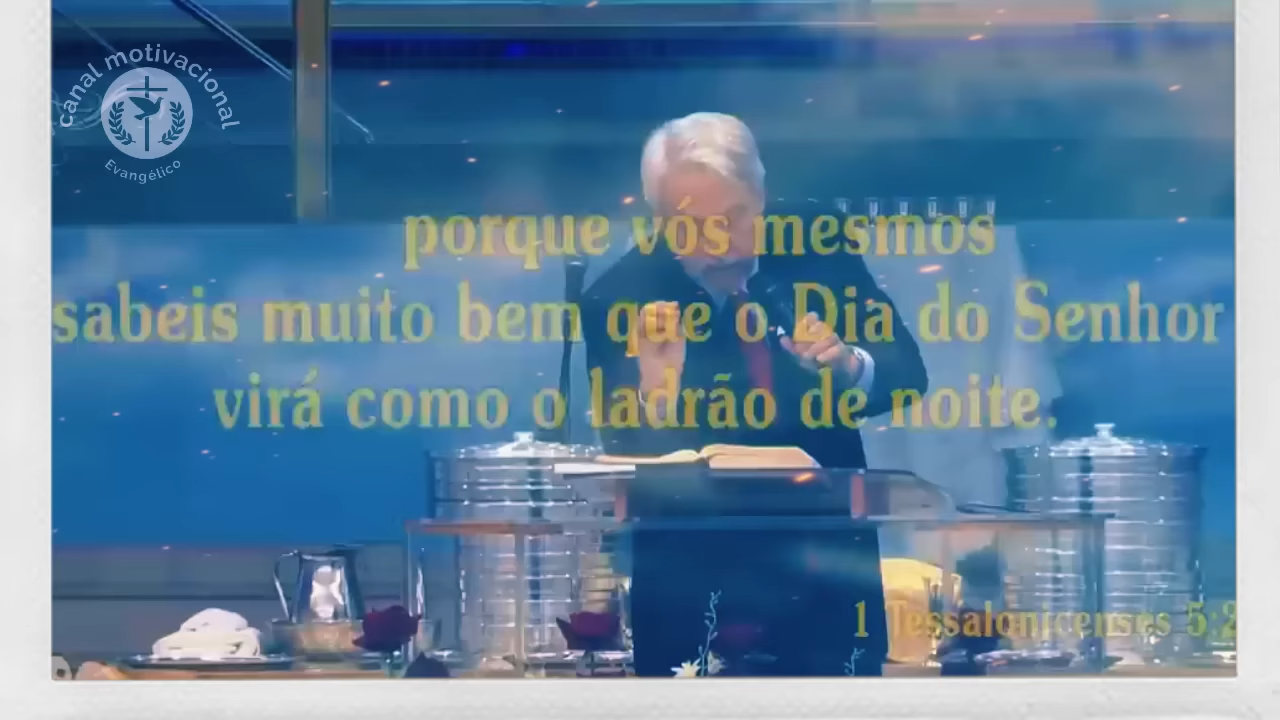 canal motivacional
Evangélico
porque vós mesmos
sabeis muito bem que o Dia do Senhor
virá como o ladrão de noite.
1 Tessalonicenses 5:2